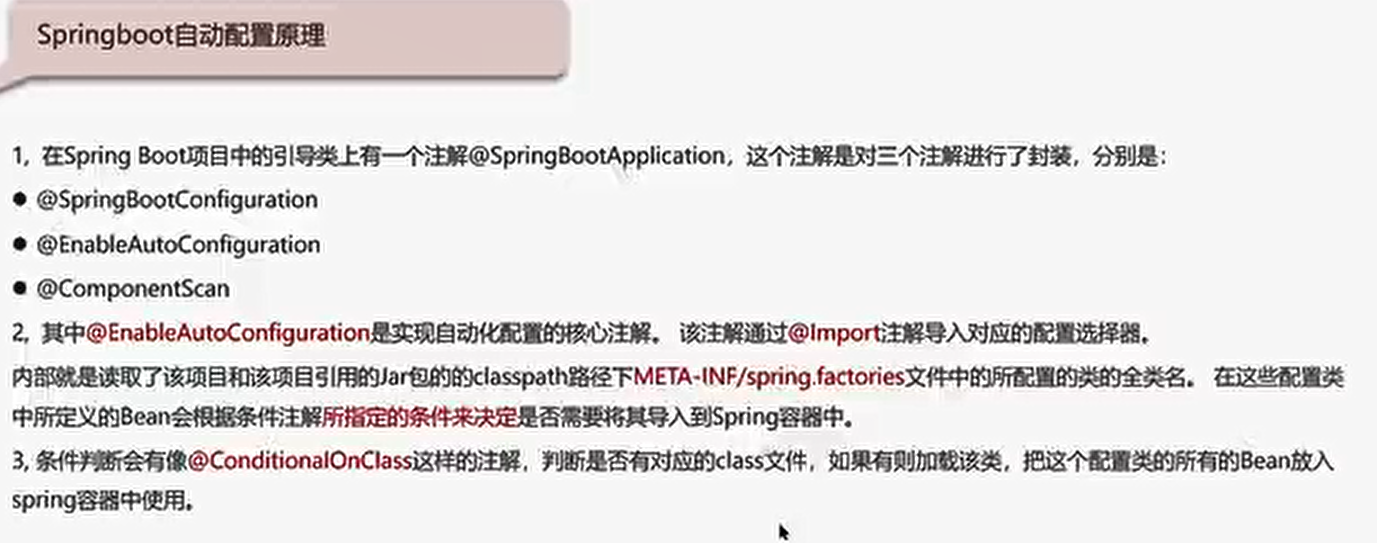 Springboot自动配置原理
1, 在Spring Boot项目中的引导类上有一个注解@SpringBootApplication，这个注解是对三个注解进行了封装，分别是：
● @SpringBootConfiguration
● @EnableAutoConfiguration
● @ComponentScan
2, 其中@EnableAutoConfiguration是实现自动化配置的核心注解。 该注解通过@Import注解导入对应的配置选择器。
内部就是读取了该项目和该项目引用的Jar包的的classpath路径下META-INF/spring.factories文件中的所配置的类的全类名。 在这些配置类
中所定义的Bean会根据条件注解所指定的条件来决定是否需要将其导入到Spring容器中。
3, 条件判断会有像@ConditionalOnClass这样的注解，判断是否有对应的class文件，如果有则加载该类，把这个配置类的所有的Bean放入
spring容器中使用。